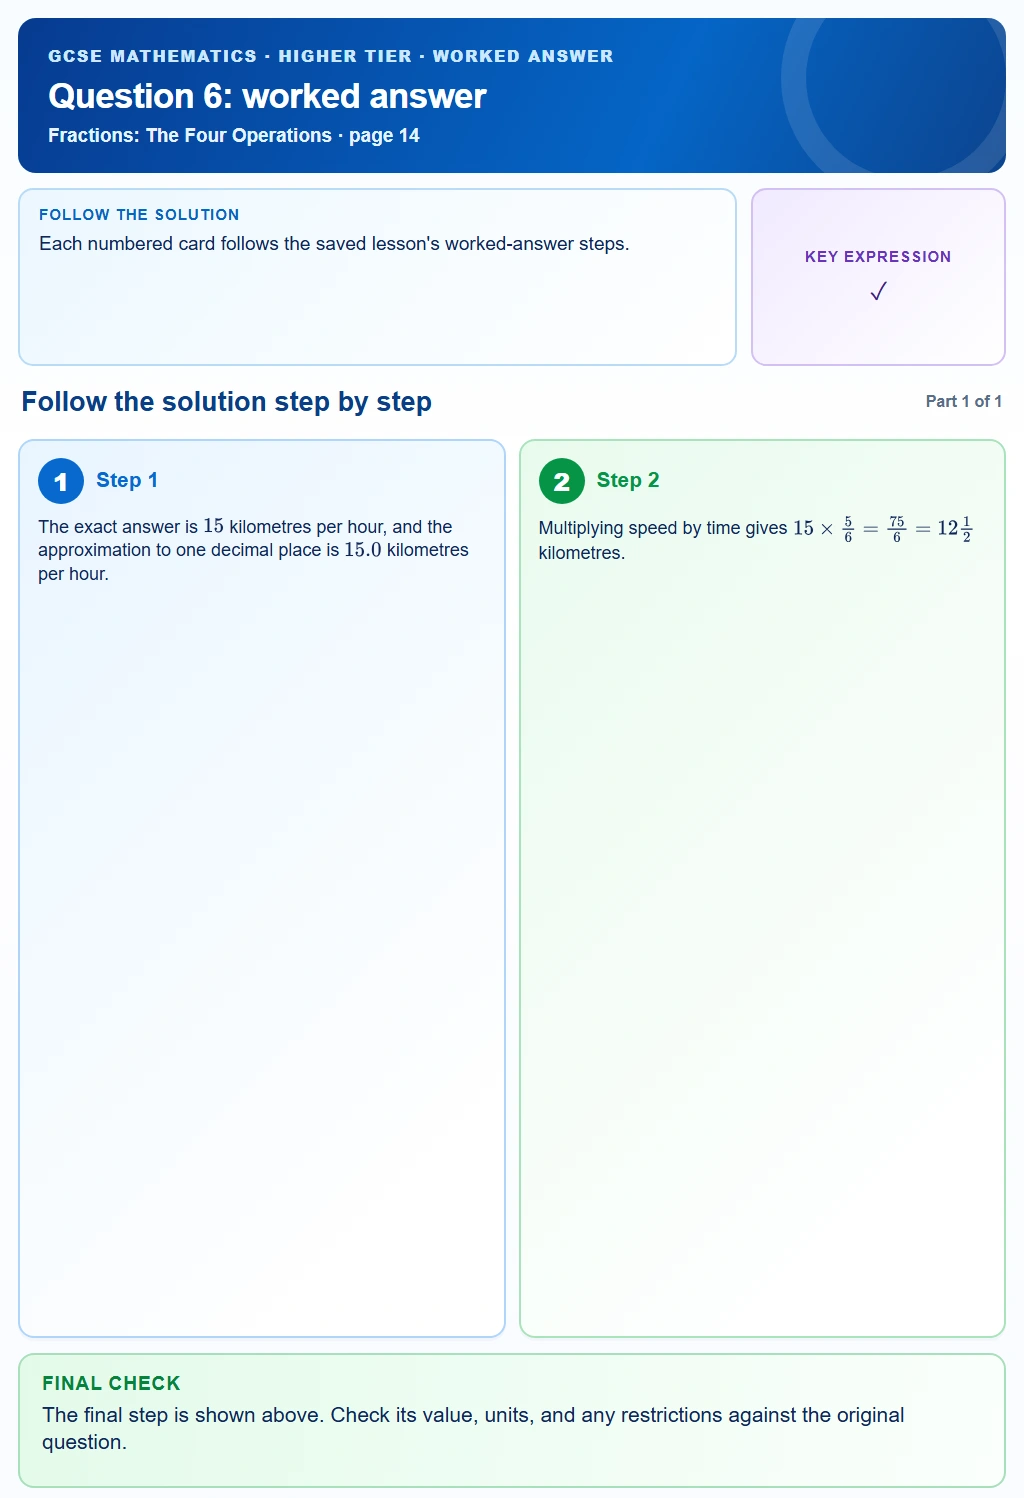 GCSE MATHEMATICS · HIGHER TIER · WORKED ANSWER
Question 6: worked answer
Fractions: The Four Operations · page 14
FOLLOW THE SOLUTION
Each numbered card follows the saved lesson's worked-answer steps.
KEY EXPRESSION
✓
Follow the solution step by step
Part 1 of 1
1 Step 1
The exact answer is 15 kilometres per hour, and the
approximation to one decimal place is 15.0 kilometres
per hour.
2 Step 2
Multiplying speed by time gives 15 × 5/6 = 75/6 = 12 1/2
kilometres.
FINAL CHECK
The final step is shown above. Check its value, units, and any restrictions against the original
question.